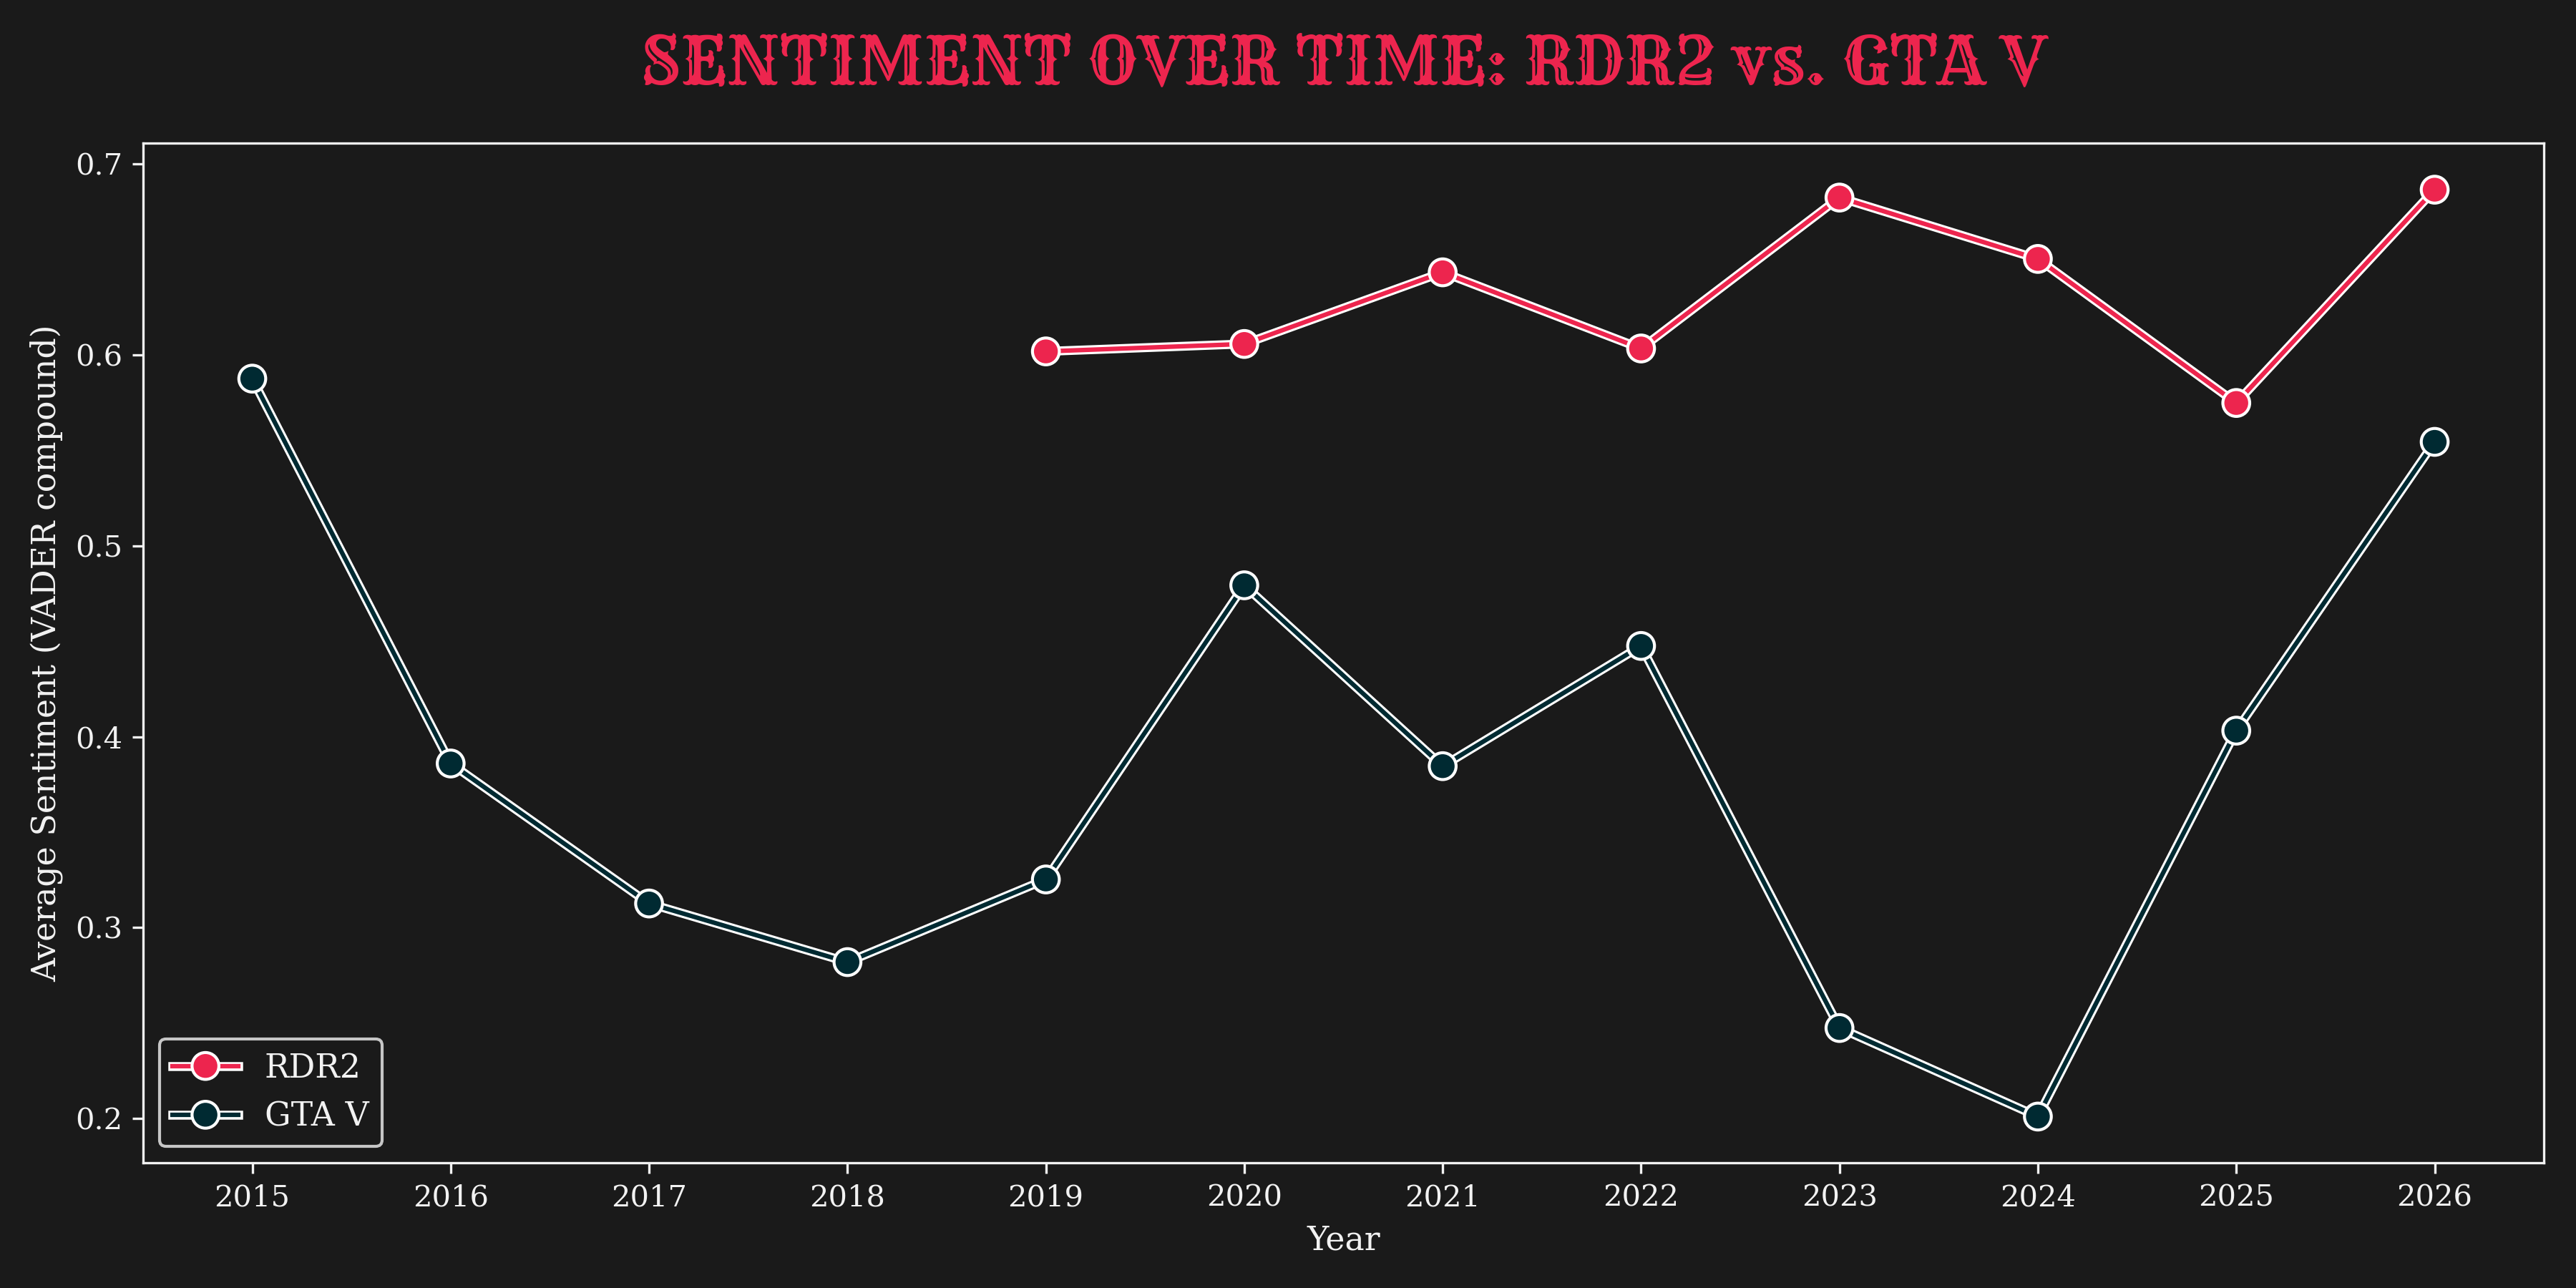 SENTIMENT OVER TIME: RDR2 vs. GTA V
Average Sentiment (VADER compound)
0.7
0.6
0.5
0.4
0.3
0.2
RDR2
GTA V
2015 2016 2017 2018 2019 2020 2021 2022 2023 2024 2025 2026
Year